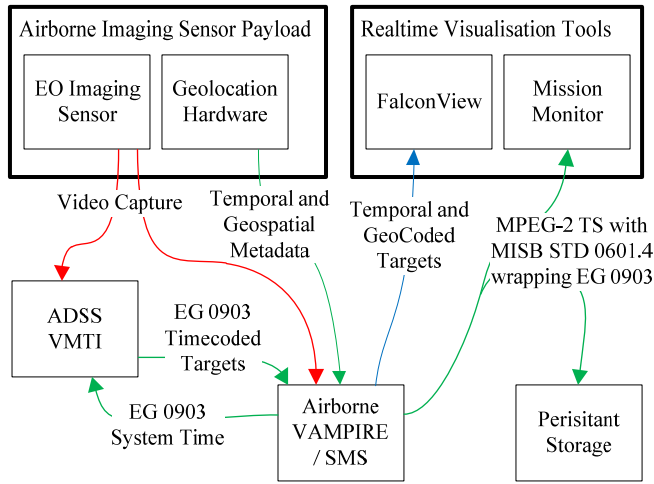 Airborne Imaging Sensor Payload
Realtime Visualisation Tools
EO Imaging
Sensor
Geolocation
Hardware
FalconView
Mission
Monitor
Video Capture
Temporal and
Geospatial
Metadata
Temporal and
GeoCoded
Targets
MPEG-2 TS with
MISB STD 0601.4
wrapping EG 0903
ADSS
VMTI
EG 0903
Timecoded
Targets
EG 0903
System Time
Airborne
VAMPIRE
/ SMS
Perisitant
Storage